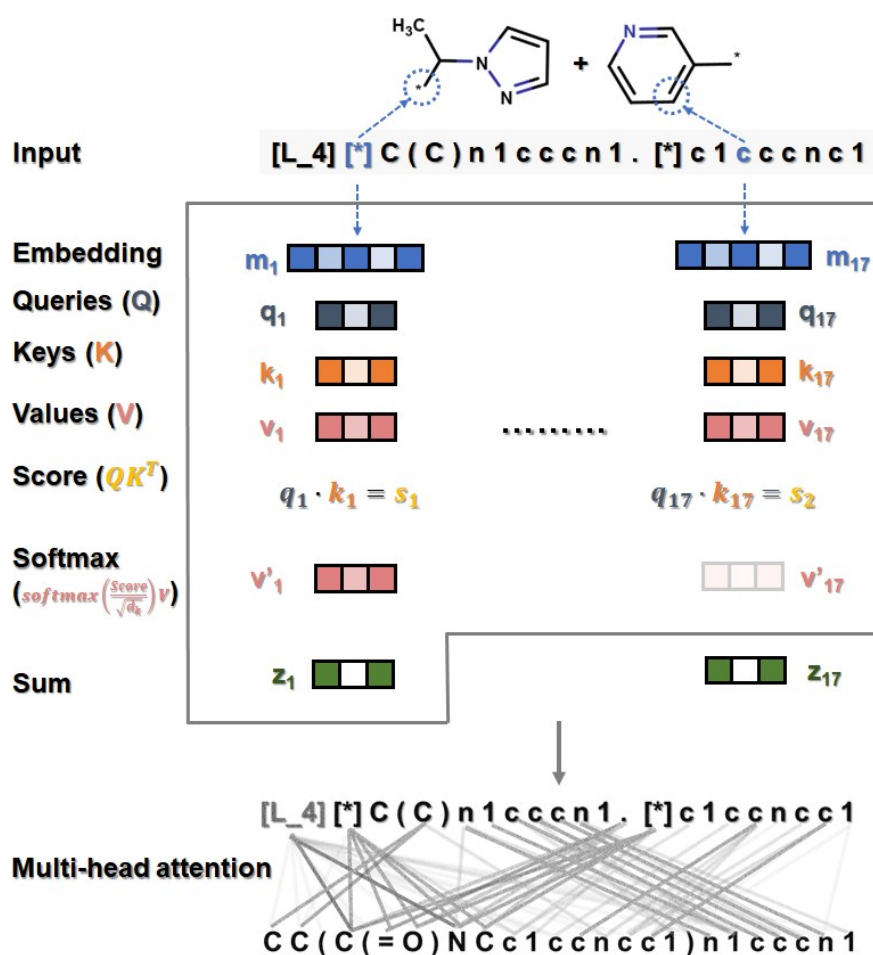 H₃C
N
*
N
+
N
*
Input
[L_4] [*] C ( C ) n 1 c c c n 1 . [*] c 1 c c c n c 1
Embedding m₁ m₁₇
Queries (Q) q₁ q₁₇
Keys (K) k₁ k₁₇
Values (V) v₁ ......... v₁₇
Score (QKᵀ) q₁ · k₁ = s₁ q₁₇ · k₁₇ = s₂
Softmax
(softmax(Score/√dₖ)V) v'₁ v'₁₇
Sum z₁ z₁₇
[L_4] [*] C ( C ) n 1 c c c n 1 . [*] c 1 c c n c c 1
Multi-head attention
C C ( C ( = O ) N C c 1 c c n c c 1 ) n 1 c c c n 1